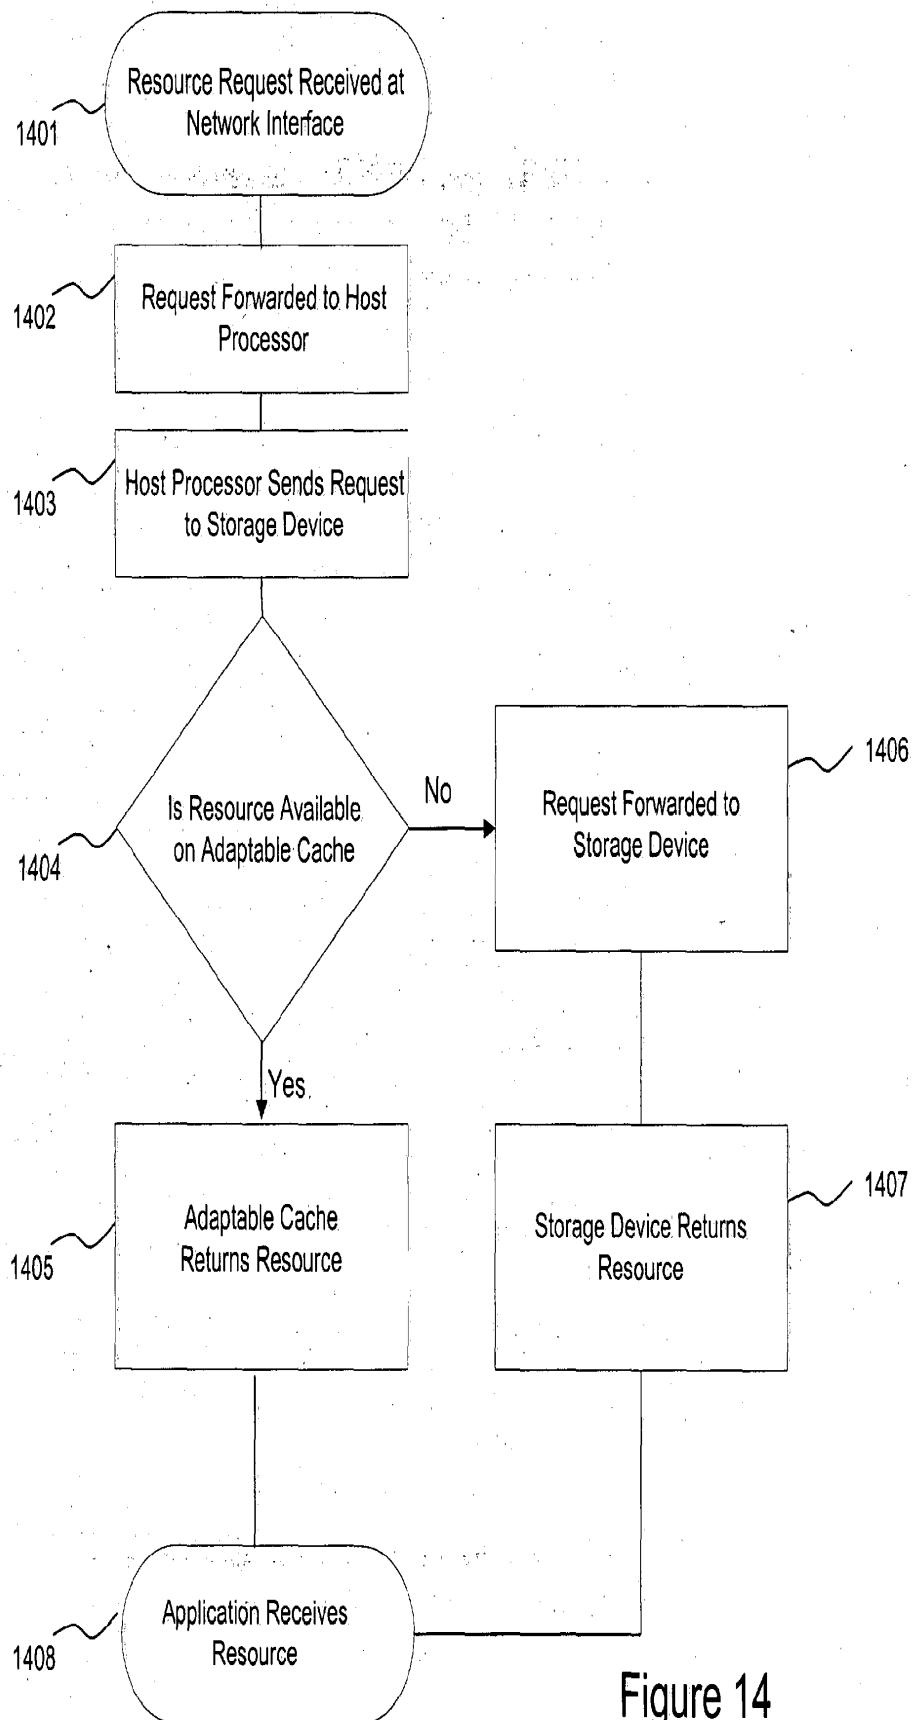 Resource Request Received at
Network Interface
1401
Request Forwarded to Host
Processor
1402
Host Processor Sends Request
to Storage Device
1403
Is Resource Available
on Adaptable Cache
1404
No
Request Forwarded to
Storage Device
1406
Yes
Adaptable Cache
Returns Resource
1405
Storage Device Returns
Resource
1407
Application Receives
Resource
1408
Figure 14